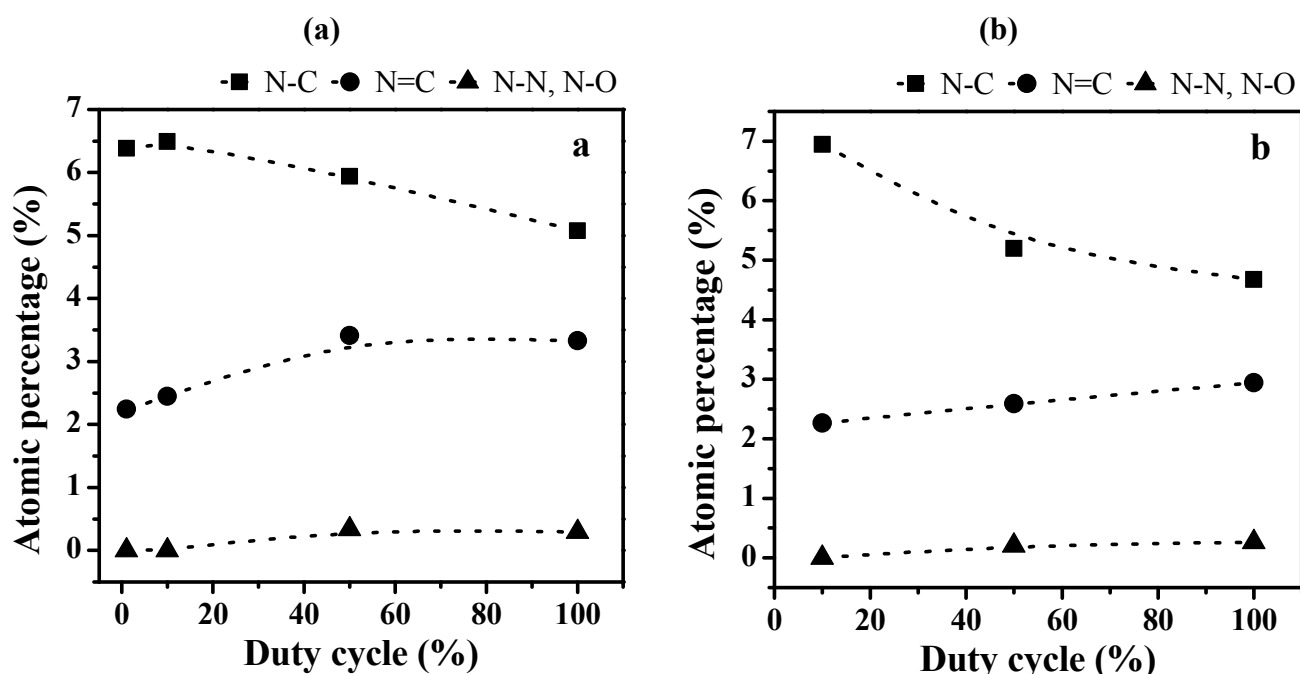 (a)
N-C N=C N-N, N-O
a
7
6
5
4
3
2
1
0
Atomic percentage (%)
0 20 40 60 80 100
Duty cycle (%)
(b)
N-C N=C N-N, N-O
b
7
6
5
4
3
2
1
0
Atomic percentage (%)
0 20 40 60 80 100
Duty cycle (%)